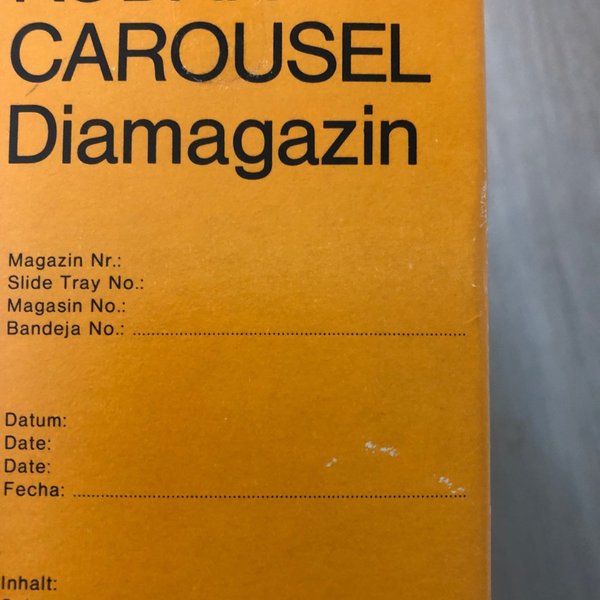 CAROUSEL
Diamagazin
Magazin Nr.:
Slide Tray No.:
Magasin No.:
Bandeja No.:
Datum:
Date:
Date:
Fecha:
Inhalt: